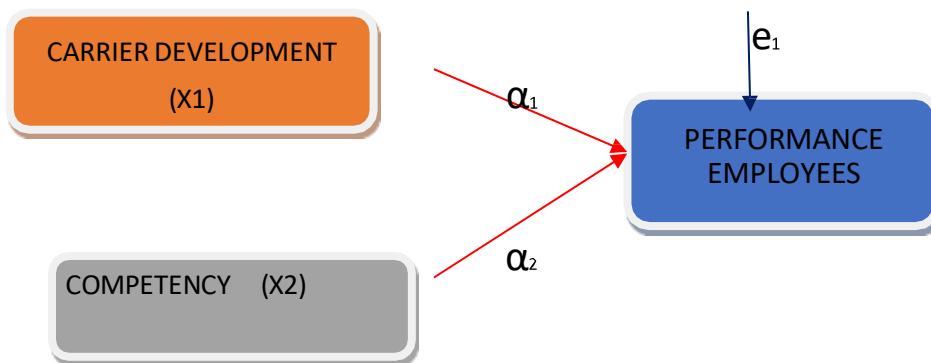 CARRIER DEVELOPMENT
(X1)
e₁
α₁
PERFORMANCE
EMPLOYEES
α₂
COMPETENCY (X2)